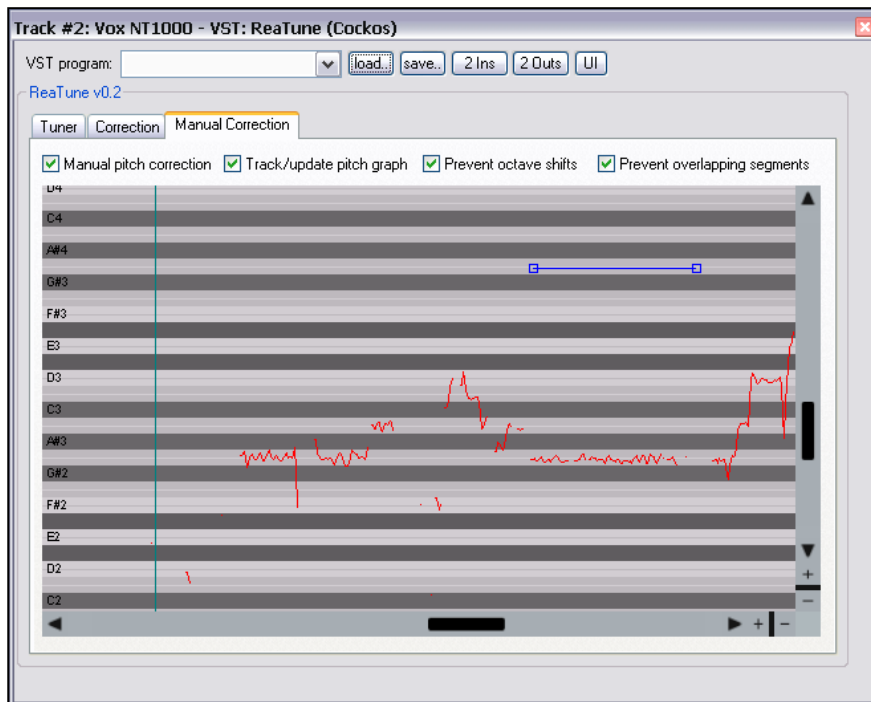 Track #2: Vox NT1000 - VST: ReaTune (Cockos)
VST program: load.. save.. 2 Ins 2 Outs UI
ReaTune v0.2
Tuner Correction Manual Correction
Manual pitch correction Track/update pitch graph Prevent octave shifts Prevent overlapping segments
D4
C4
A#4
G#3
F#3
E3
D3
C3
A#3
G#2
F#2
E2
D2
C2